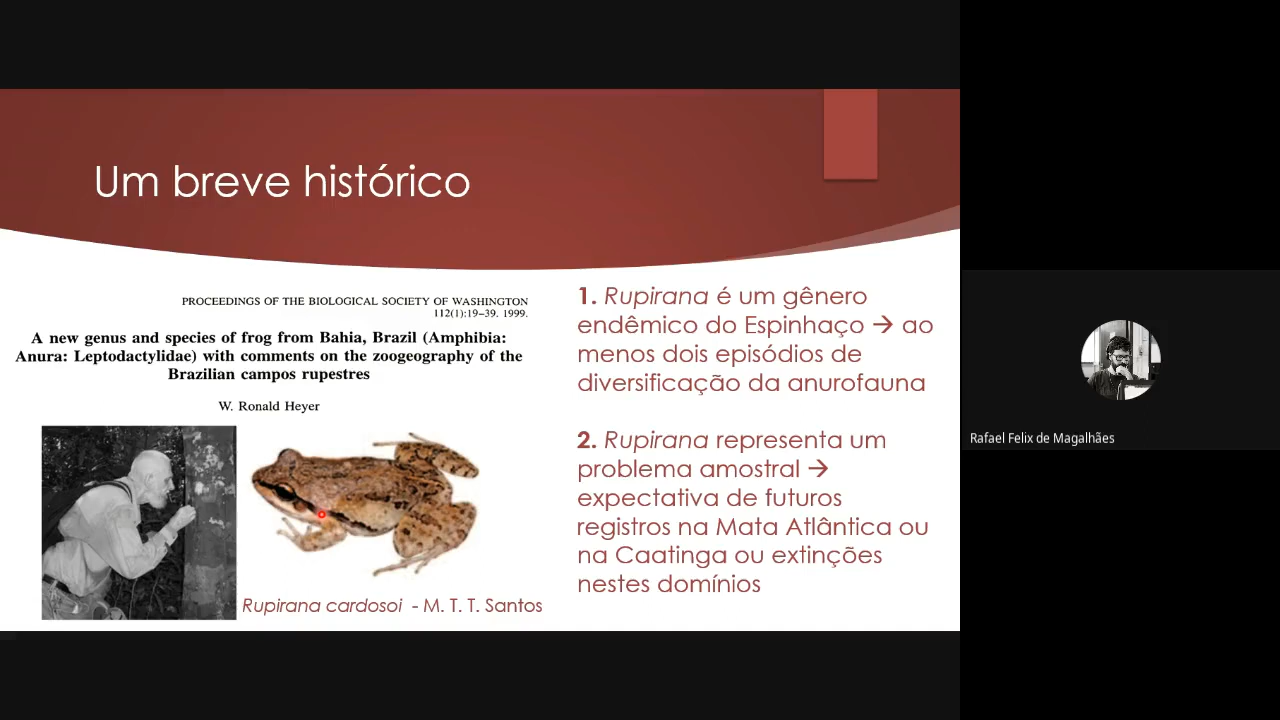 Um breve histórico
PROCEEDINGS OF THE BIOLOGICAL SOCIETY OF WASHINGTON
112(1):19–39. 1999.
A new genus and species of frog from Bahia, Brazil (Amphibia:
Anura: Leptodactylidae) with comments on the zoogeography of the
Brazilian campos rupestres
W. Ronald Heyer
Rupirana cardosoi - M. T. T. Santos
1. Rupirana é um gênero
endêmico do Espinhaço → ao
menos dois episódios de
diversificação da anurofauna
2. Rupirana representa um
problema amostral →
expectativa de futuros
registros na Mata Atlântica ou
na Caatinga ou extinções
nestes domínios
Rafael Felix de Magalhães